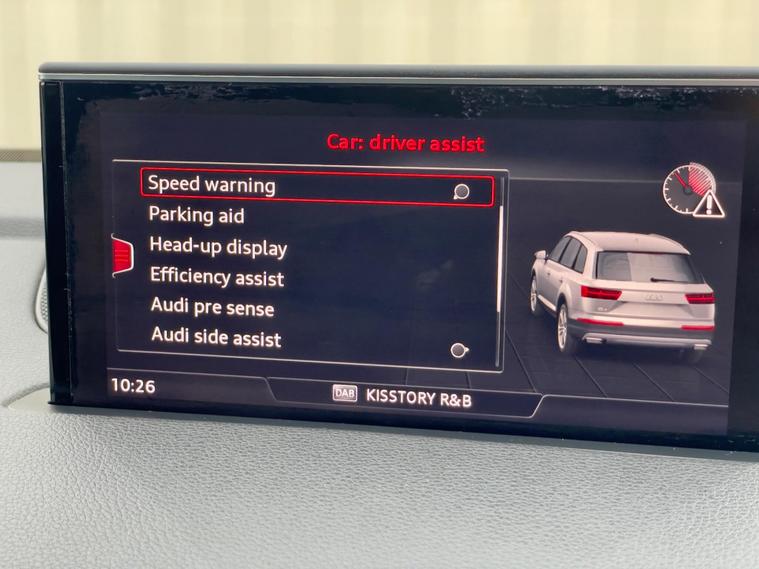 Car: driver assist
Speed warning
Parking aid
Head-up display
Efficiency assist
Audi pre sense
Audi side assist
10:26
DAB KISSTORY R&B